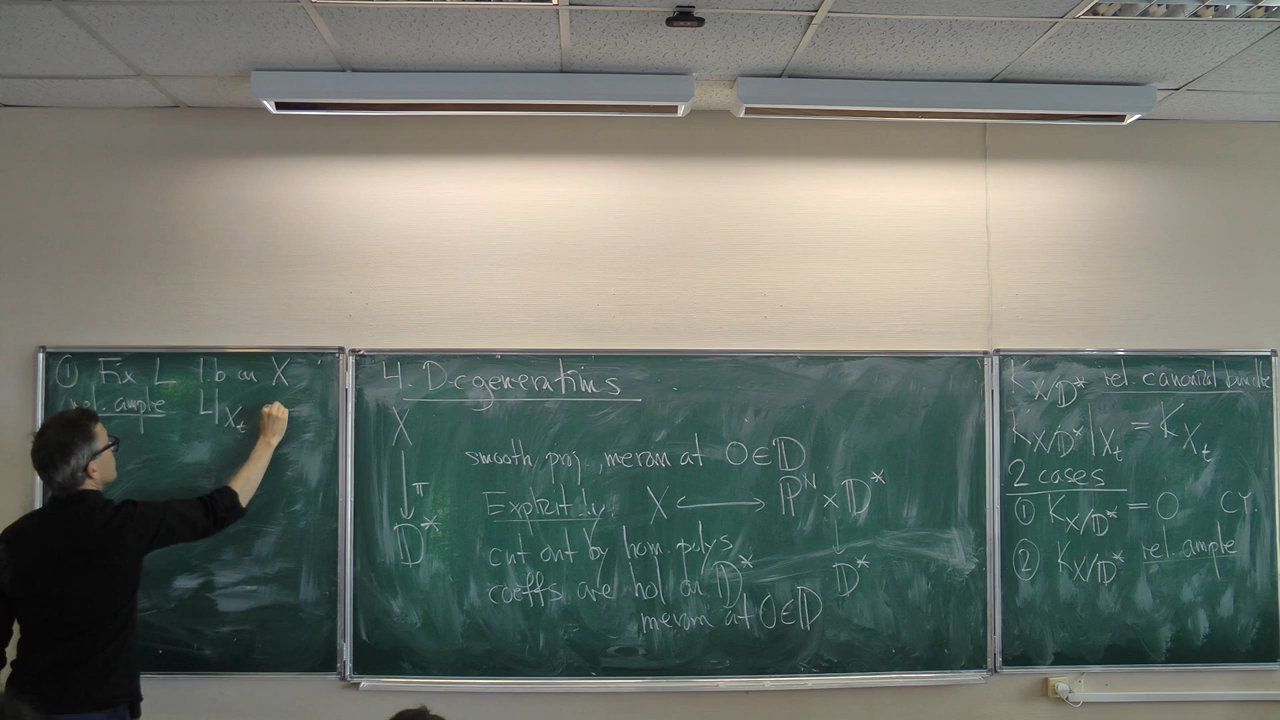 ① Fix L l.b on X
rel. ample L|X_t
4. Degenerations
X
↓ π
D*
smooth, proj., merom at 0∈D
Explicitly X ⟷ P^N × D*
↓
D*
cut out by hom. polys
coeffs are hol on D*
merom at 0∈D
K_X/D* rel. canonical bundle
K_X/D*|X_t = K_X_t
2 cases
① K_X/D* = 0 CY.
② K_X/D* rel. ample